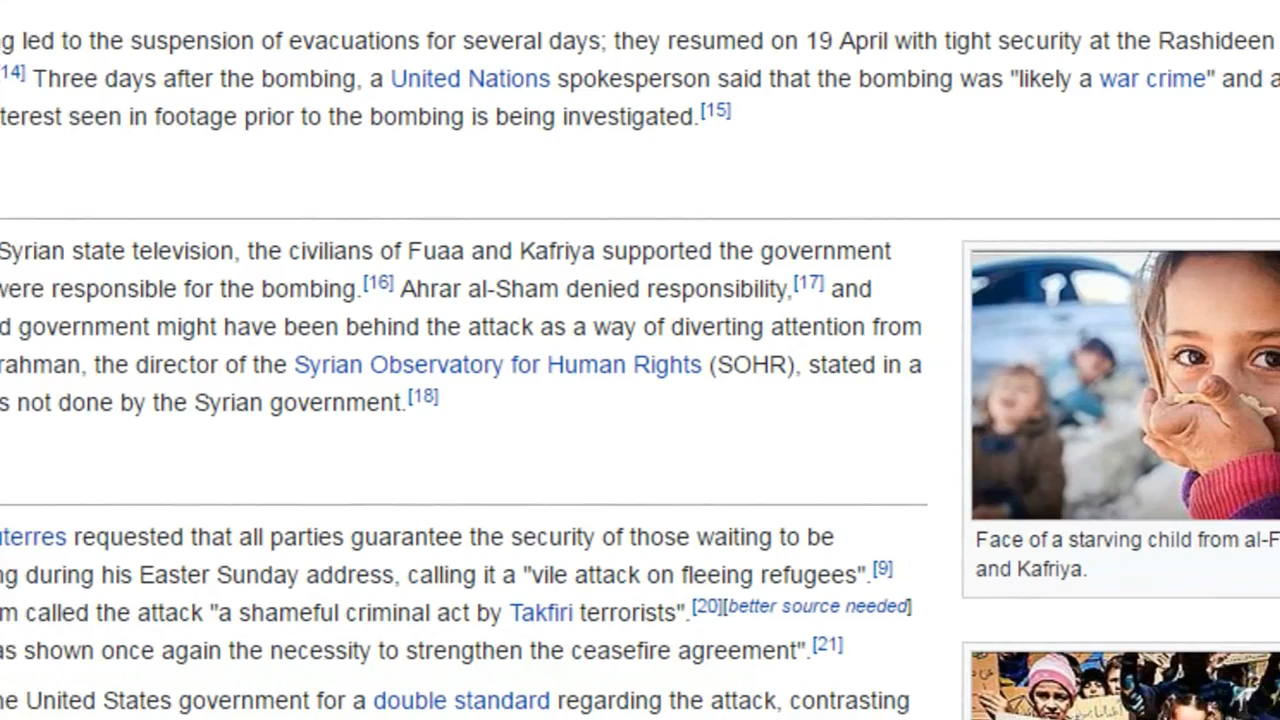 g led to the suspension of evacuations for several days; they resumed on 19 April with tight security at the Rashideen
14] Three days after the bombing, a United Nations spokesperson said that the bombing was "likely a war crime" and a
terest seen in footage prior to the bombing is being investigated.[15]
Syrian state television, the civilians of Fuaa and Kafriya supported the government
were responsible for the bombing.[16] Ahrar al-Sham denied responsibility,[17] and
d government might have been behind the attack as a way of diverting attention from
rahman, the director of the Syrian Observatory for Human Rights (SOHR), stated in a
s not done by the Syrian government.[18]
Face of a starving child from al-F
and Kafriya.
terres requested that all parties guarantee the security of those waiting to be
ng during his Easter Sunday address, calling it a "vile attack on fleeing refugees".[9]
m called the attack "a shameful criminal act by Takfiri terrorists".[20][better source needed]
as shown once again the necessity to strengthen the ceasefire agreement".[21]
he United States government for a double standard regarding the attack, contrasting